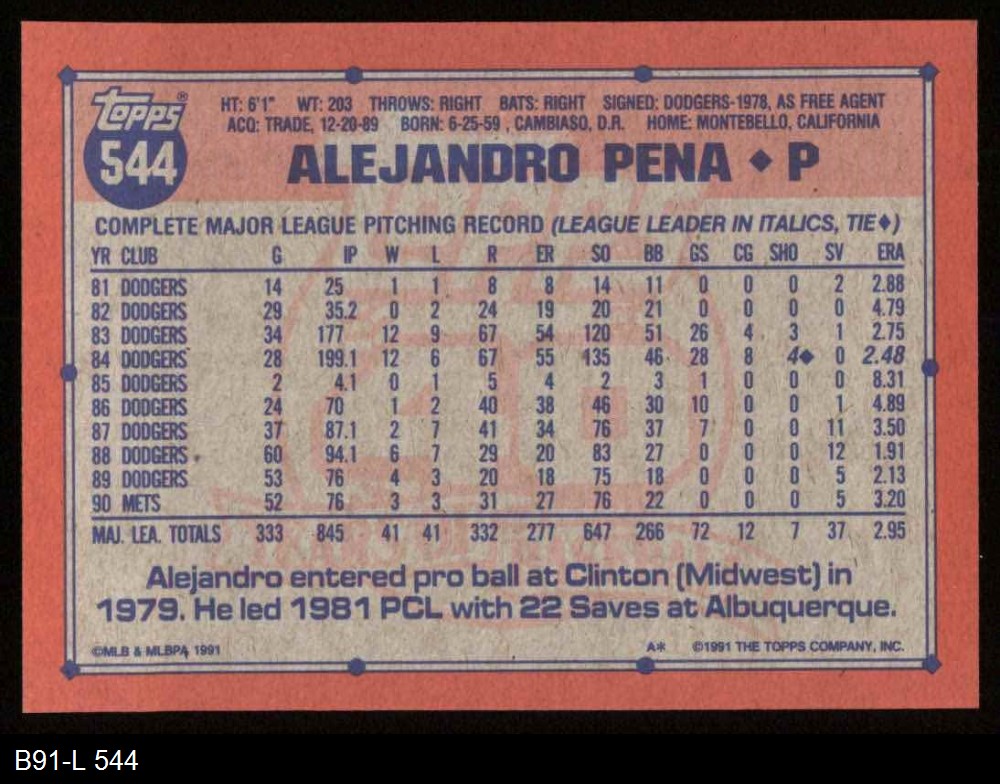 topps®
544
HT: 6'1" WT: 203 THROWS: RIGHT BATS: RIGHT SIGNED: DODGERS-1978, AS FREE AGENT
ACQ: TRADE, 12-20-89 BORN: 6-25-59 , CAMBIASO, D.R. HOME: MONTEBELLO, CALIFORNIA
ALEJANDRO PENA ◆ P
COMPLETE MAJOR LEAGUE PITCHING RECORD (LEAGUE LEADER IN ITALICS, TIE◆)
YR CLUB G IP W L R ER SO BB GS CG SHO SV ERA
81 DODGERS 14 25 1 1 8 8 14 11 0 0 0 2 2.88
82 DODGERS 29 35.2 0 2 24 19 20 21 0 0 0 0 4.79
83 DODGERS 34 177 12 9 67 54 120 51 26 4 3 1 2.75
84 DODGERS 28 199.1 12 6 67 55 135 46 28 8 4◆ 0 2.48
85 DODGERS 2 4.1 0 1 5 4 2 3 1 0 0 0 8.31
86 DODGERS 24 70 1 2 40 38 46 30 10 0 0 1 4.89
87 DODGERS 37 87.1 2 7 41 34 76 37 7 0 0 11 3.50
88 DODGERS 60 94.1 6 7 29 20 83 27 0 0 0 12 1.91
89 DODGERS 53 76 4 3 20 18 75 18 0 0 0 5 2.13
90 METS 52 76 3 3 31 27 76 22 0 0 0 5 3.20
MAJ. LEA. TOTALS 333 845 41 41 332 277 647 266 72 12 7 37 2.95
Alejandro entered pro ball at Clinton (Midwest) in
1979. He led 1981 PCL with 22 Saves at Albuquerque.
©MLB & MLBPA 1991 A* ©1991 THE TOPPS COMPANY, INC.
B91-L 544